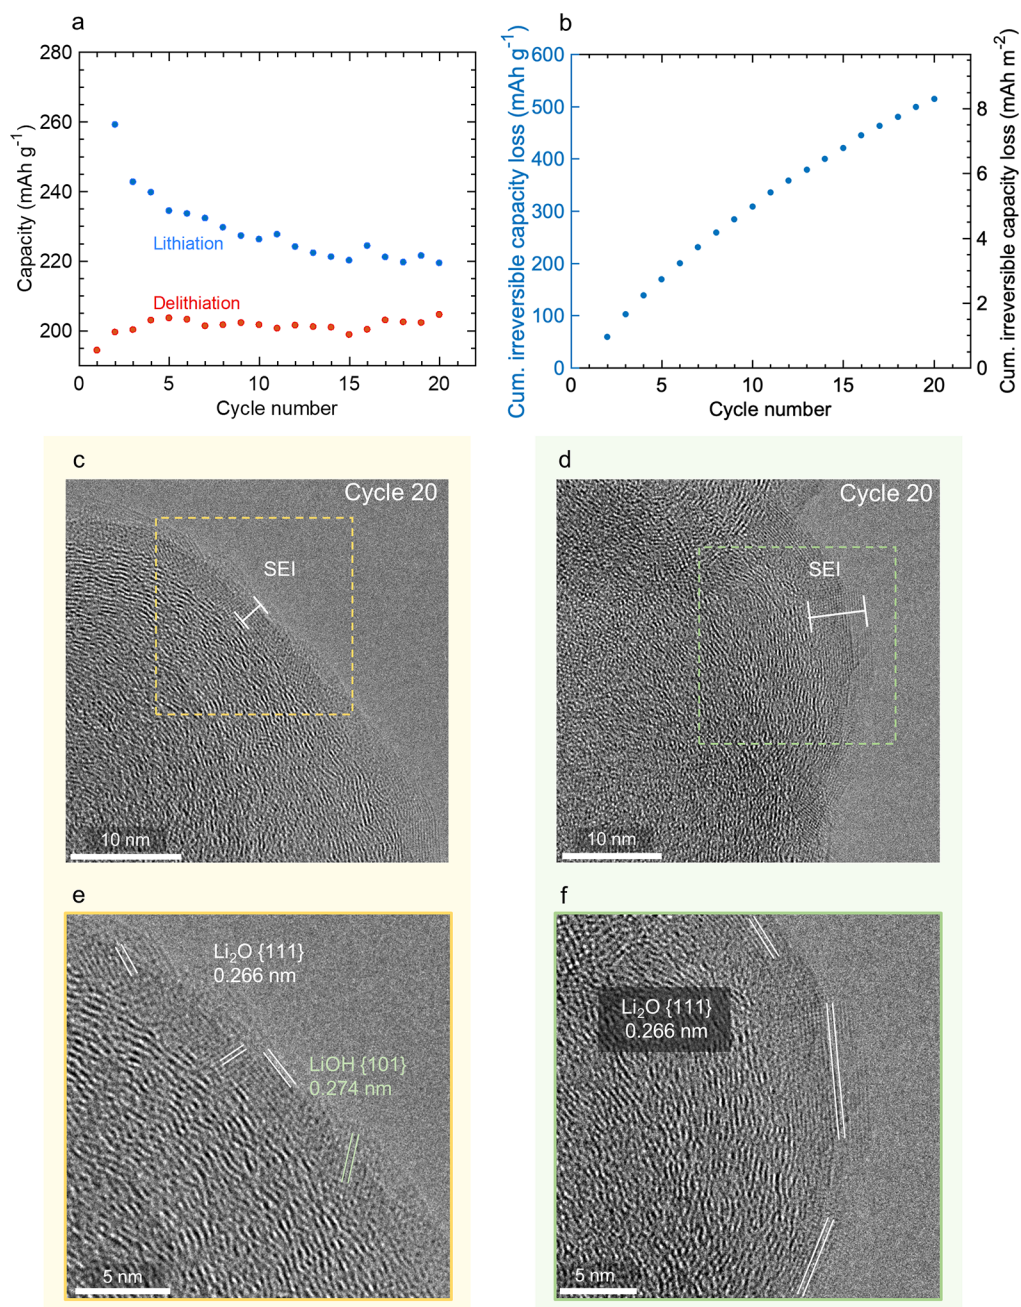 a
280
260
240
220
200
0
5
10
15
20
Capacity (mAh g⁻¹)
Cycle number
Lithiation
Delithiation
b
600
500
400
300
200
100
0
8
6
4
2
0
0
5
10
15
20
Cum. irreversible capacity loss (mAh g⁻¹)
Cum. irreversible capacity loss (mAh m⁻²)
Cycle number
c
Cycle 20
SEI
10 nm
d
Cycle 20
SEI
10 nm
e
Li₂O {111}
0.266 nm
LiOH {101}
0.274 nm
5 nm
f
Li₂O {111}
0.266 nm
5 nm